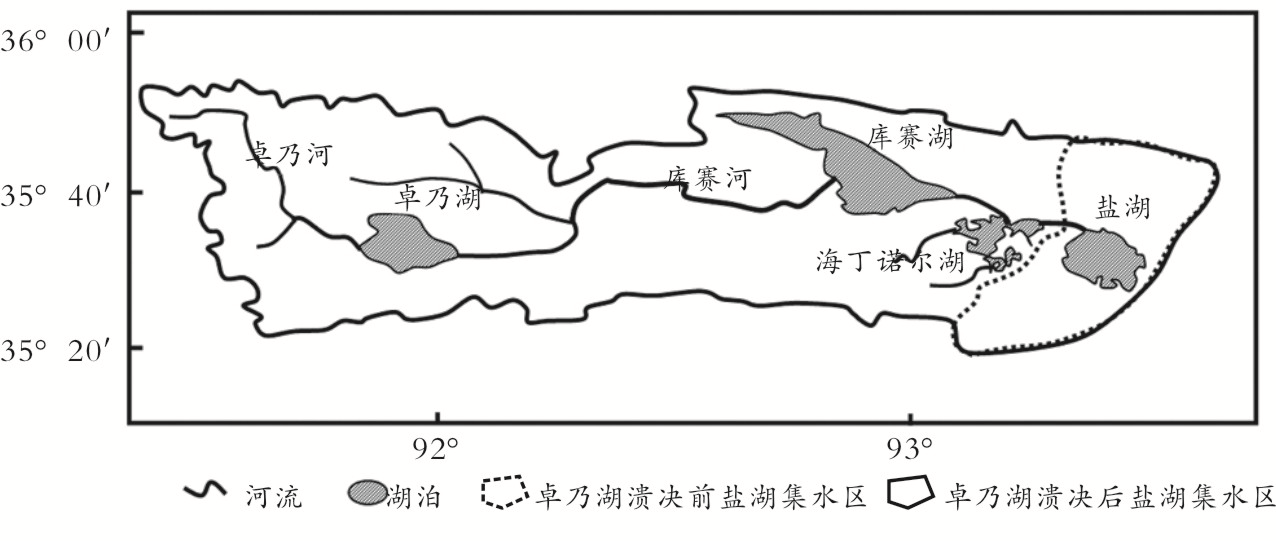 36° 00′
库赛湖
卓乃河
库赛河
35° 40′
卓乃湖
盐湖
海丁诺尔湖
35° 20′
92°
93°
河流
湖泊
卓乃湖溃决前盐湖集水区
卓乃湖溃决后盐湖集水区